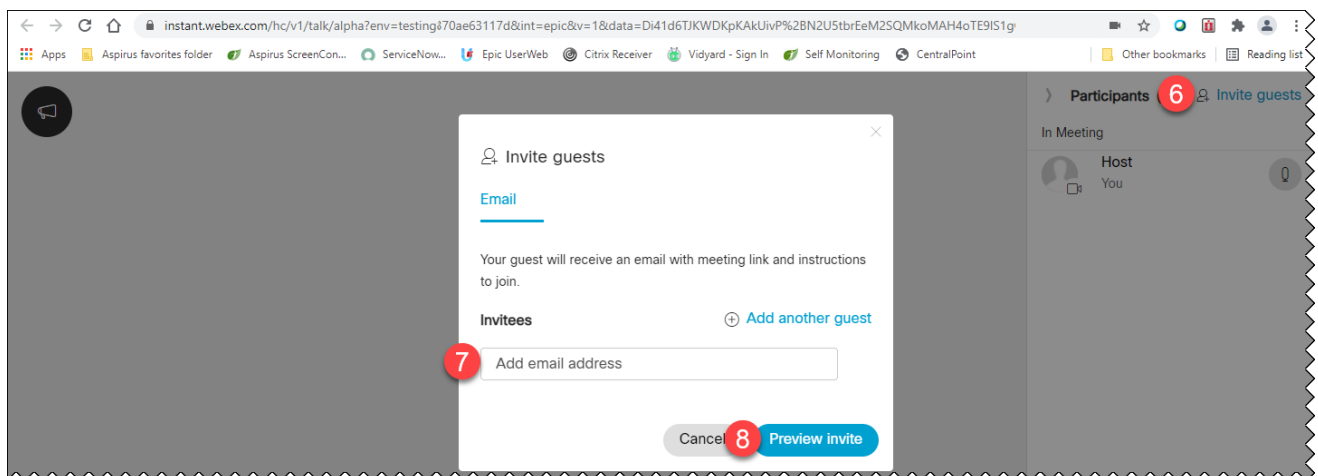 instant.webex.com/hc/v1/talk/alpha?env=testing&70ae63117d&int=epic&v=1&data=Di41d6TJKWDKpKAkUivP%2BN2U5tbrEeM2SQMkoMAH4oTE9IS1g
Apps Aspirus favorites folder Aspirus ScreenCon... ServiceNow... Epic UserWeb Citrix Receiver Vidyard - Sign In Self Monitoring CentralPoint Other bookmarks Reading list
Participants 6 Invite guests
In Meeting
Host
You
Invite guests
Email
Your guest will receive an email with meeting link and instructions
to join.
Invitees Add another guest
7 Add email address
Cancel 8 Preview invite